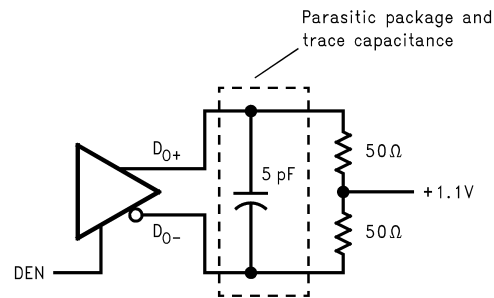 Parasitic package and
trace capacitance
DO+
50Ω
5 pF
+1.1V
DO−
50Ω
DEN